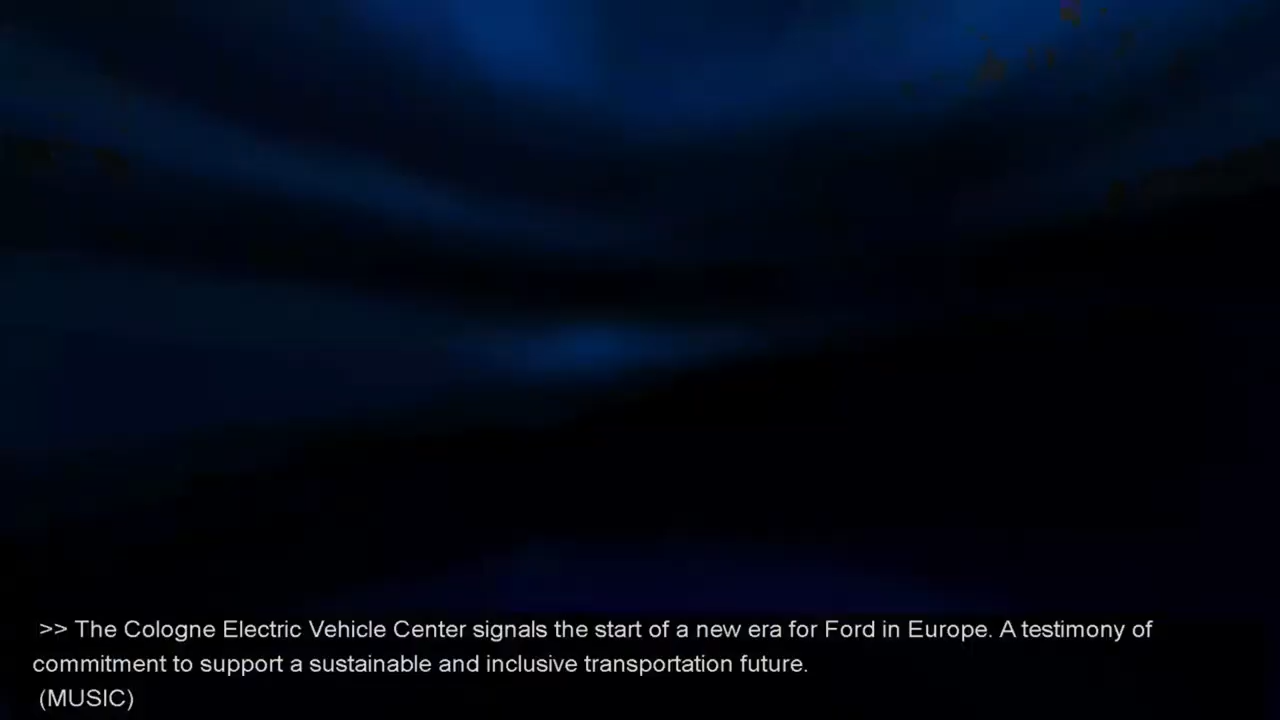 >> The Cologne Electric Vehicle Center signals the start of a new era for Ford in Europe. A testimony of
commitment to support a sustainable and inclusive transportation future.
(MUSIC)